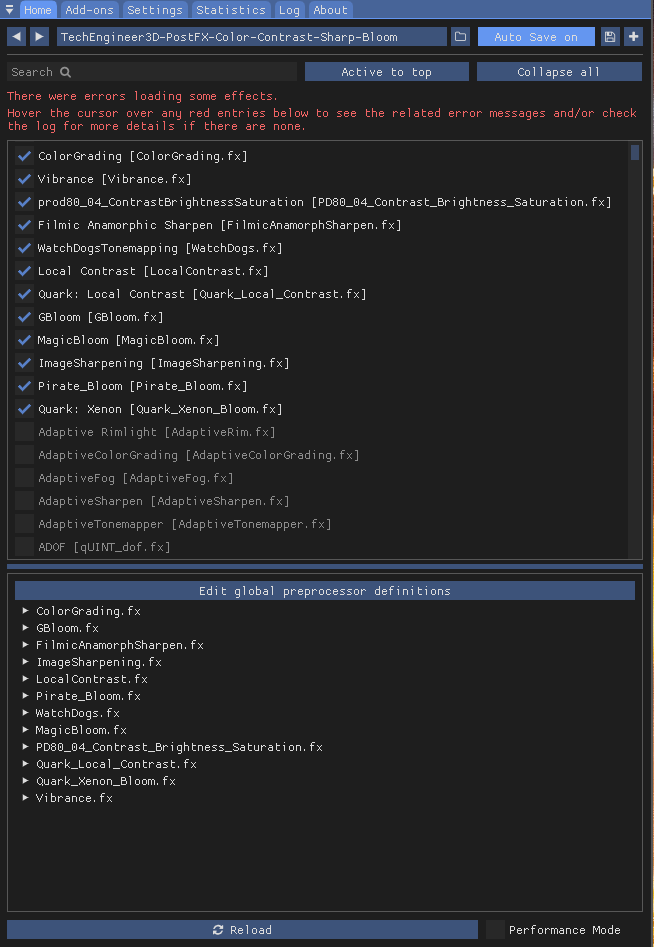 Home Add-ons Settings Statistics Log About
TechEngineer3D-PostFX-Color-Contrast-Sharp-Bloom Auto Save on
Search Active to top Collapse all
There were errors loading some effects.
Hover the cursor over any red entries below to see the related error messages and/or check
the log for more details if there are none.
ColorGrading [ColorGrading.fx]
Vibrance [Vibrance.fx]
prod80_04_ContrastBrightnessSaturation [PD80_04_Contrast_Brightness_Saturation.fx]
Filmic Anamorphic Sharpen [FilmicAnamorphSharpen.fx]
WatchDogsTonemapping [WatchDogs.fx]
Local Contrast [LocalContrast.fx]
Quark: Local Contrast [Quark_Local_Contrast.fx]
GBloom [GBloom.fx]
MagicBloom [MagicBloom.fx]
ImageSharpening [ImageSharpening.fx]
Pirate_Bloom [Pirate_Bloom.fx]
Quark: Xenon [Quark_Xenon_Bloom.fx]
Adaptive Rimlight [AdaptiveRim.fx]
AdaptiveColorGrading [AdaptiveColorGrading.fx]
AdaptiveFog [AdaptiveFog.fx]
AdaptiveSharpen [AdaptiveSharpen.fx]
AdaptiveTonemapper [AdaptiveTonemapper.fx]
ADOF [qUINT_dof.fx]
Edit global preprocessor definitions
ColorGrading.fx
GBloom.fx
FilmicAnamorphSharpen.fx
ImageSharpening.fx
LocalContrast.fx
Pirate_Bloom.fx
WatchDogs.fx
MagicBloom.fx
PD80_04_Contrast_Brightness_Saturation.fx
Quark_Local_Contrast.fx
Quark_Xenon_Bloom.fx
Vibrance.fx
Reload Performance Mode